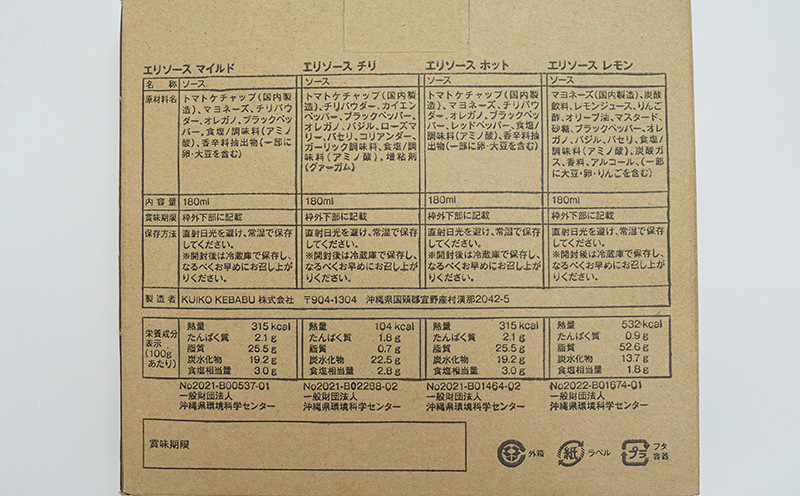 エリソース マイルド
エリソース チリ
エリソース ホット
エリソース レモン
名 称
ソース
ソース
ソース
ソース
原材料名
トマトケチャップ(国内製
造)、マヨネーズ、チリパウ
ダー、オレガノ、ブラックペッ
パー、食塩/調味料(アミノ
酸)、香辛料抽出物(一部に
卵・大豆を含む)
トマトケチャップ(国内製
造)、チリパウダー、カイエン
ペッパー、ブラックペッパー、
オレガノ、バジル、ローズマ
リー、パセリ、コリアンダー、
ガーリック調味料、食塩/調
味料(アミノ酸)、増粘剤
(グァーガム)
トマトケチャップ(国内製
造)、マヨネーズ、チリパウ
ダー、オレガノ、ブラックペッ
パー、レッドペッパー、食塩/
調味料(アミノ酸)、香辛料抽
出物(一部に卵・大豆を含む)
マヨネーズ(国内製造)、炭酸
飲料、レモンジュース、りんご
酢、オリーブ油、マスタード、
砂糖、ブラックペッパー、オレ
ガノ、バジル、パセリ、食塩/
調味料(アミノ酸)、炭酸ガ
ス、香料、アルコール、(一部
に大豆・卵・りんごを含む)
内 容 量
180ml
180ml
180ml
180ml
賞味期限
枠外下部に記載
枠外下部に記載
枠外下部に記載
枠外下部に記載
保存方法
直射日光を避け、常温で保存
してください。
※開封後は冷蔵庫で保存し、
なるべくお早めにお召し上が
りください。
直射日光を避け、常温で保存
してください。
※開封後は冷蔵庫で保存し、
なるべくお早めにお召し上が
りください。
直射日光を避け、常温で保存
してください。
※開封後は冷蔵庫で保存し、
なるべくお早めにお召し上が
りください。
直射日光を避け、常温で保存
してください。
※開封後は冷蔵庫で保存し、
なるべくお早めにお召し上が
りください。
製 造 者
KUIKO KEBABU 株式会社 〒904-1304 沖縄県国頭郡宜野座村漢那2042-5
栄養成分
表示
(100g
あたり)
熱量 315 kcal
たんぱく質 2.1 g
脂質 25.5 g
炭水化物 19.2 g
食塩相当量 3.0 g
熱量 104 kcal
たんぱく質 1.8 g
脂質 0.7 g
炭水化物 22.5 g
食塩相当量 2.8 g
熱量 315 kcal
たんぱく質 2.1 g
脂質 25.5 g
炭水化物 19.2 g
食塩相当量 3.0 g
熱量 532 kcal
たんぱく質 0.9 g
脂質 52.6 g
炭水化物 13.7 g
食塩相当量 1.8 g
No2021-B00537-01
一般財団法人
沖縄県環境科学センター
No2021-B02288-02
一般財団法人
沖縄県環境科学センター
No2021-B01464-02
一般財団法人
沖縄県環境科学センター
No2022-B01674-01
一般財団法人
沖縄県環境科学センター
賞味期限
外箱
紙 ラベル
プラ フタ
容器